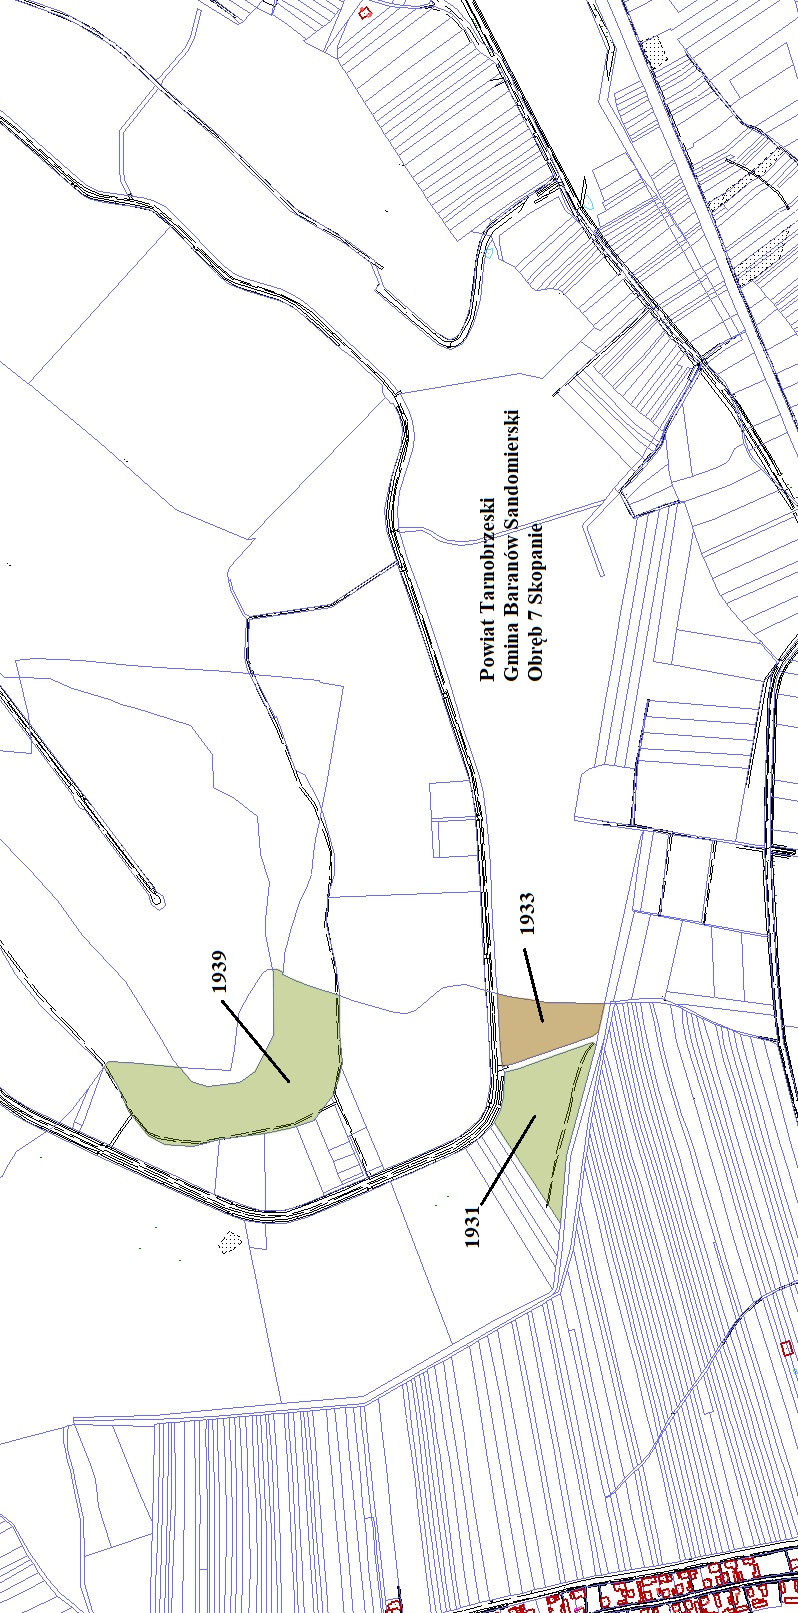 Powiat Tarnobrzeski
Gmina Baranów Sandomierski
Obręb 7 Skopanie
1939
1933
1931